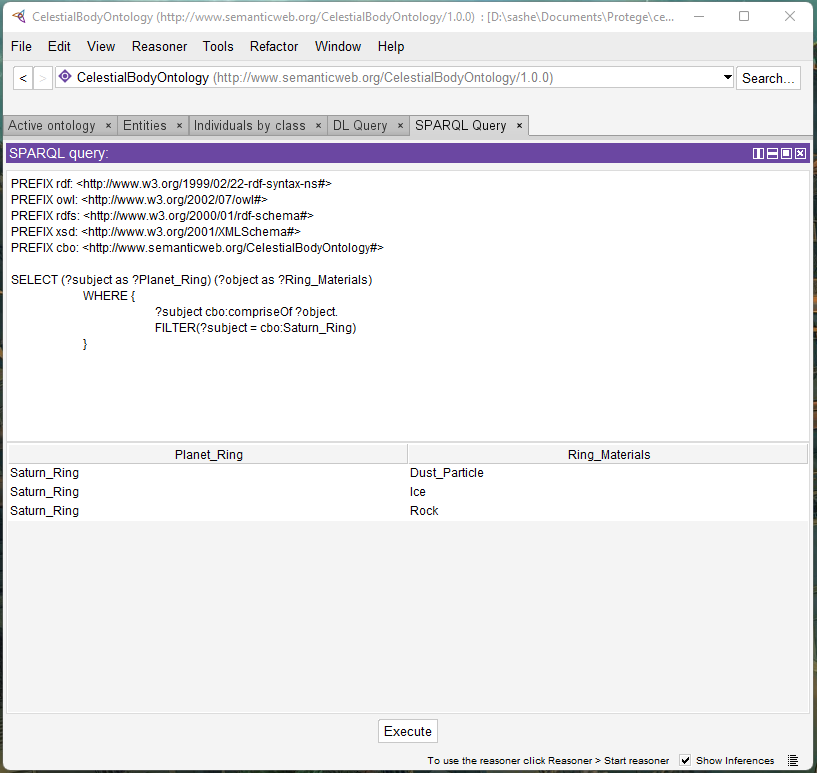 CelestialBodyOntology (http://www.semanticweb.org/CelestialBodyOntology/1.0.0) : [D:\sashe\Documents\Protege\ce...
File Edit View Reasoner Tools Refactor Window Help
< > CelestialBodyOntology (http://www.semanticweb.org/CelestialBodyOntology/1.0.0) Search...
Active ontology × Entities × Individuals by class × DL Query × SPARQL Query ×
SPARQL query:
PREFIX rdf: <http://www.w3.org/1999/02/22-rdf-syntax-ns#>
PREFIX owl: <http://www.w3.org/2002/07/owl#>
PREFIX rdfs: <http://www.w3.org/2000/01/rdf-schema#>
PREFIX xsd: <http://www.w3.org/2001/XMLSchema#>
PREFIX cbo: <http://www.semanticweb.org/CelestialBodyOntology#>
SELECT (?subject as ?Planet_Ring) (?object as ?Ring_Materials)
WHERE {
?subject cbo:compriseOf ?object.
FILTER(?subject = cbo:Saturn_Ring)
}
Planet_Ring Ring_Materials
Saturn_Ring Dust_Particle
Saturn_Ring Ice
Saturn_Ring Rock
Execute
To use the reasoner click Reasoner > Start reasoner Show Inferences